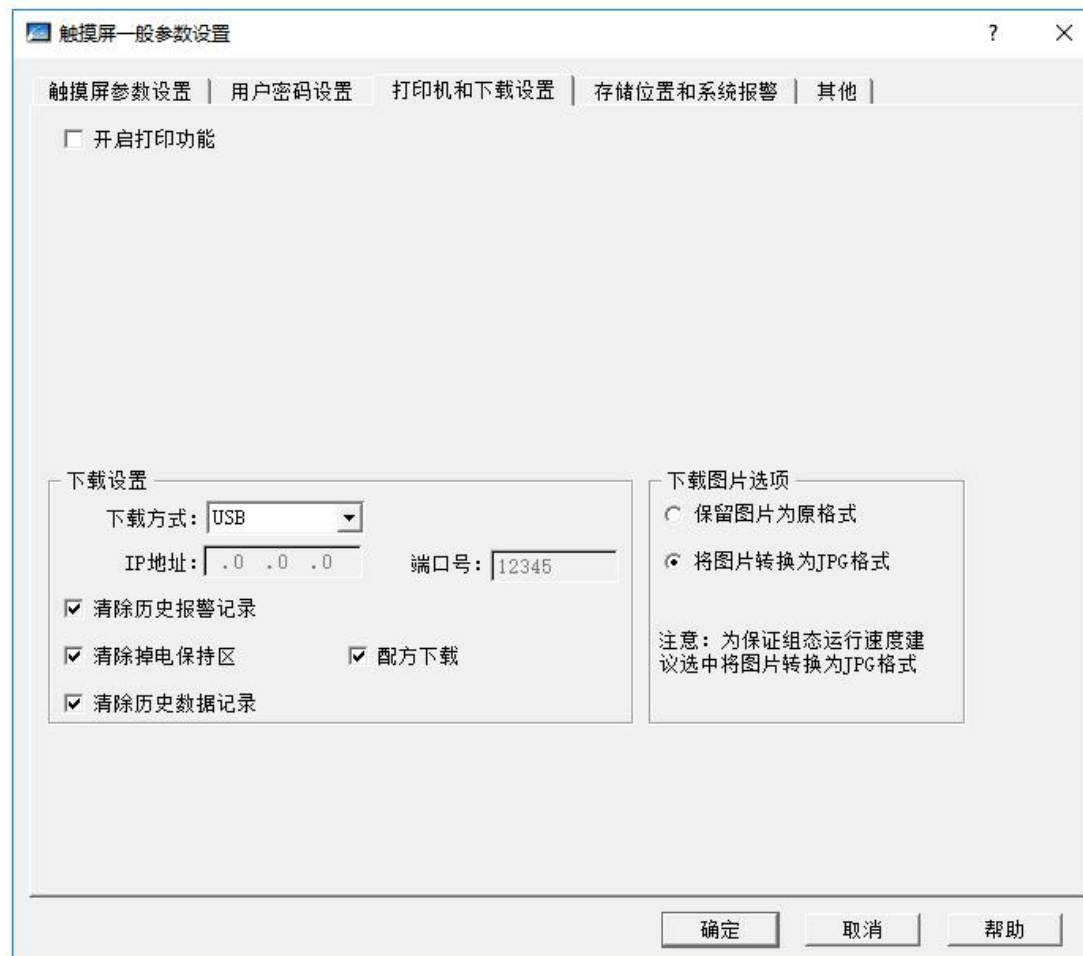 触摸屏一般参数设置
触摸屏参数设置 用户密码设置 打印机和下载设置 存储位置和系统报警 其他
开启打印功能
下载设置
下载方式: USB
IP地址: .0 .0 .0 端口号: 12345
清除历史报警记录
清除掉电保持区 配方下载
清除历史数据记录
下载图片选项
保留图片为原格式
将图片转换为JPG格式
注意: 为保证组态运行速度建
议选中将图片转换为JPG格式
确定 取消 帮助